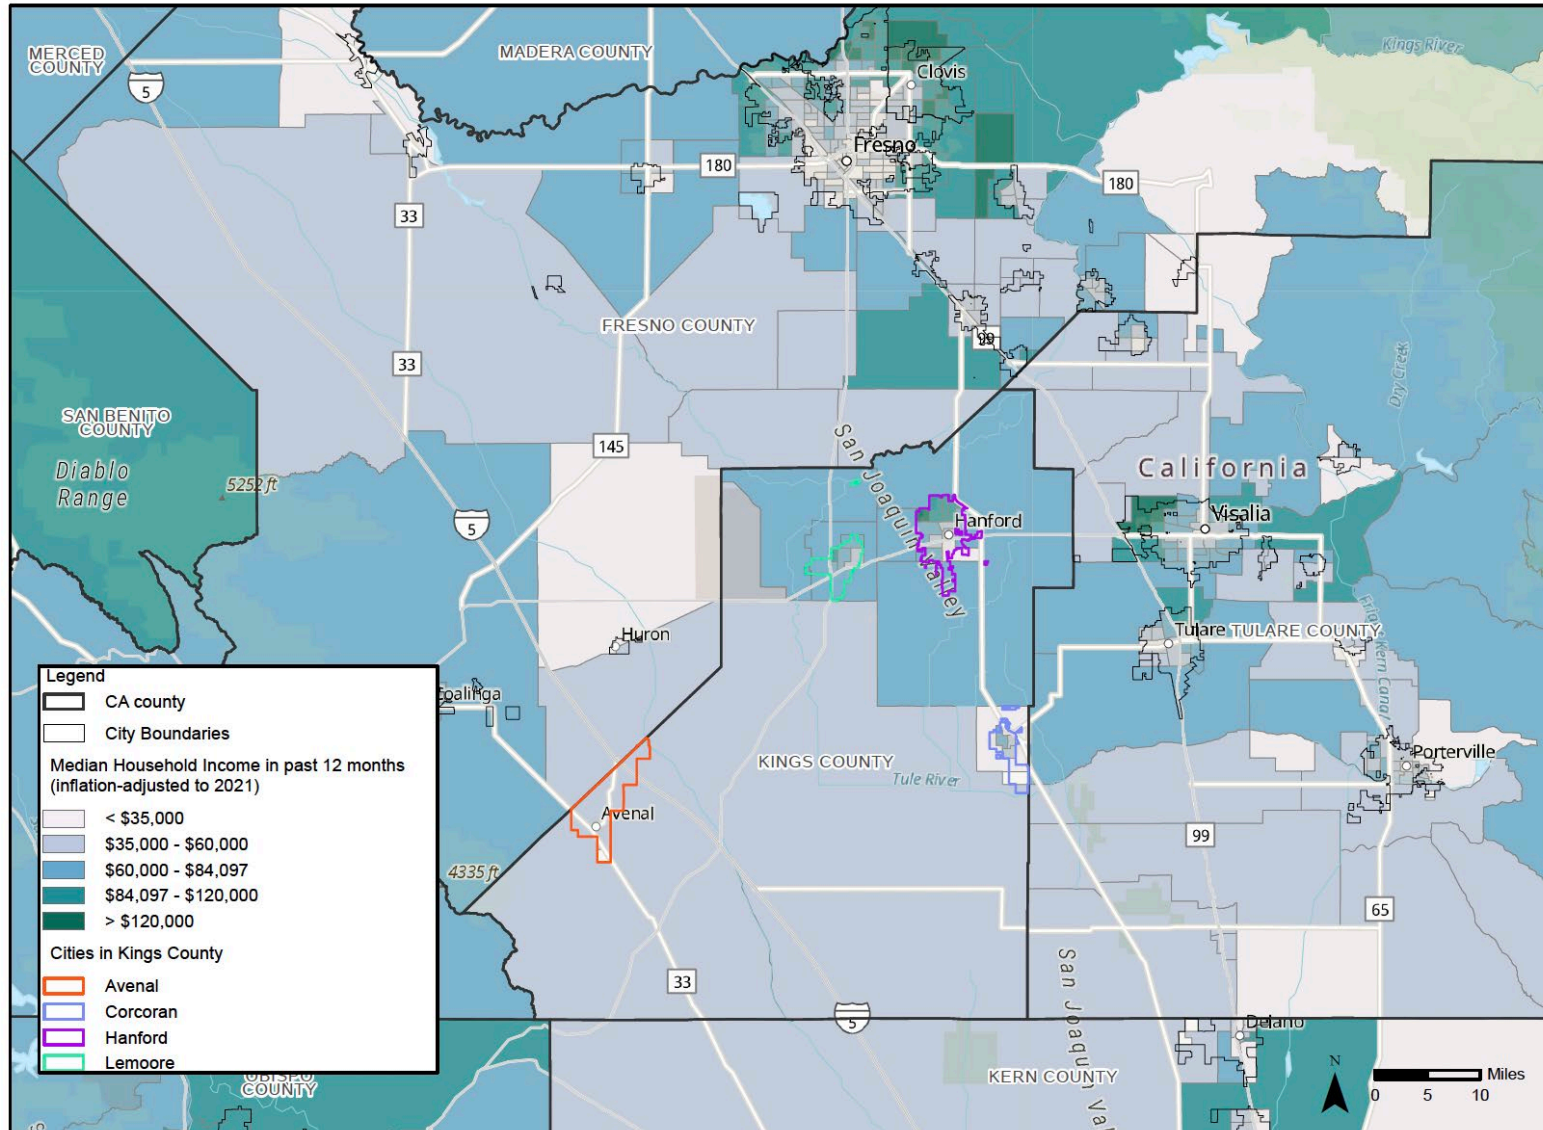 MERCED
COUNTY
MADERA COUNTY
Kings River
5
Clovis
Fresno
180
180
33
FRESNO COUNTY
99
33
Dry Creek
SAN BENITO
COUNTY
Diablo
Range
5252 ft
145
San Joaquin Valley
California
5
Hanford
Visalia
Friant Kern Canal
Huron
Tulare
TULARE COUNTY
Coalinga
KINGS COUNTY
Tule River
Porterville
Avenal
99
4335 ft
65
33
San Joaquin Val
5
Delano
KERN COUNTY
OBISPO
COUNTY
Legend
CA county
City Boundaries
Median Household Income in past 12 months
(inflation-adjusted to 2021)
< $35,000
$35,000 - $60,000
$60,000 - $84,097
$84,097 - $120,000
> $120,000
Cities in Kings County
Avenal
Corcoran
Hanford
Lemoore
N
Miles
0 5 10